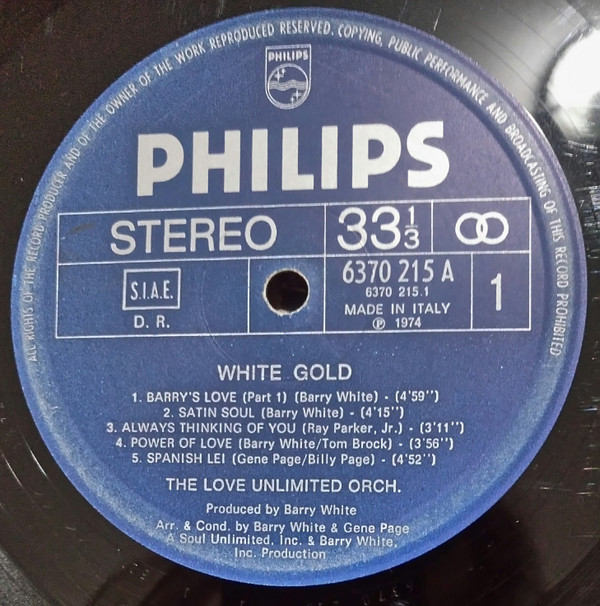 ALL RIGHTS OF THE RECORD PRODUCER AND OF THE OWNER OF THE WORK REPRODUCED RESERVED. COPYING, PUBLIC PERFORMANCE AND BROADCASTING OF THIS RECORD PROHIBITED
PHILIPS
PHILIPS
STEREO 33 1/3
S.I.A.E.
D. R.
6370 215 A
6370 215.1
MADE IN ITALY
℗ 1974
1
WHITE GOLD
1. BARRY'S LOVE (Part 1) (Barry White) - (4'59'')
2. SATIN SOUL (Barry White) - (4'15'')
3. ALWAYS THINKING OF YOU (Ray Parker, Jr.) - (3'11'')
4. POWER OF LOVE (Barry White/Tom Brock) - (3'56'')
5. SPANISH LEI (Gene Page/Billy Page) - (4'52'')
THE LOVE UNLIMITED ORCH.
Produced by Barry White
Arr. & Cond. by Barry White & Gene Page
A Soul Unlimited, Inc. & Barry White,
Inc. Production